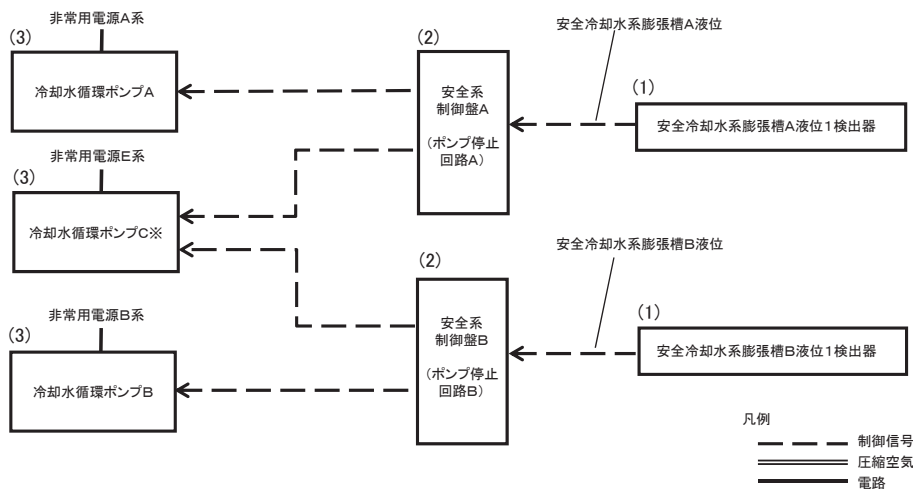 非常用電源A系
(3)
冷却水循環ポンプA
(2)
安全系
制御盤A
(ポンプ停止
回路A)
安全冷却水系膨張槽A液位
(1)
安全冷却水系膨張槽A液位1検出器
非常用電源E系
(3)
冷却水循環ポンプC※
非常用電源B系
(3)
冷却水循環ポンプB
(2)
安全系
制御盤B
(ポンプ停止
回路B)
安全冷却水系膨張槽B液位
(1)
安全冷却水系膨張槽B液位1検出器
凡例
制御信号
圧縮空気
電路